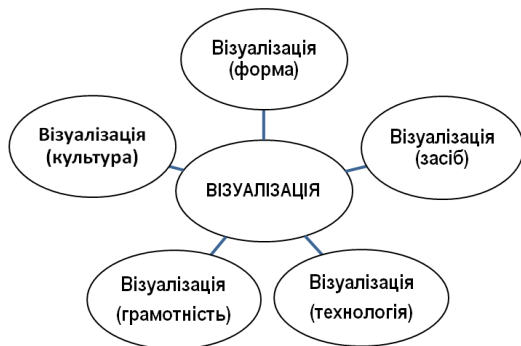 Візуалізація
(форма)
Візуалізація
(культура)
Візуалізація
(засіб)
ВІЗУАЛІЗАЦІЯ
Візуалізація
(грамотність)
Візуалізація
(технологія)